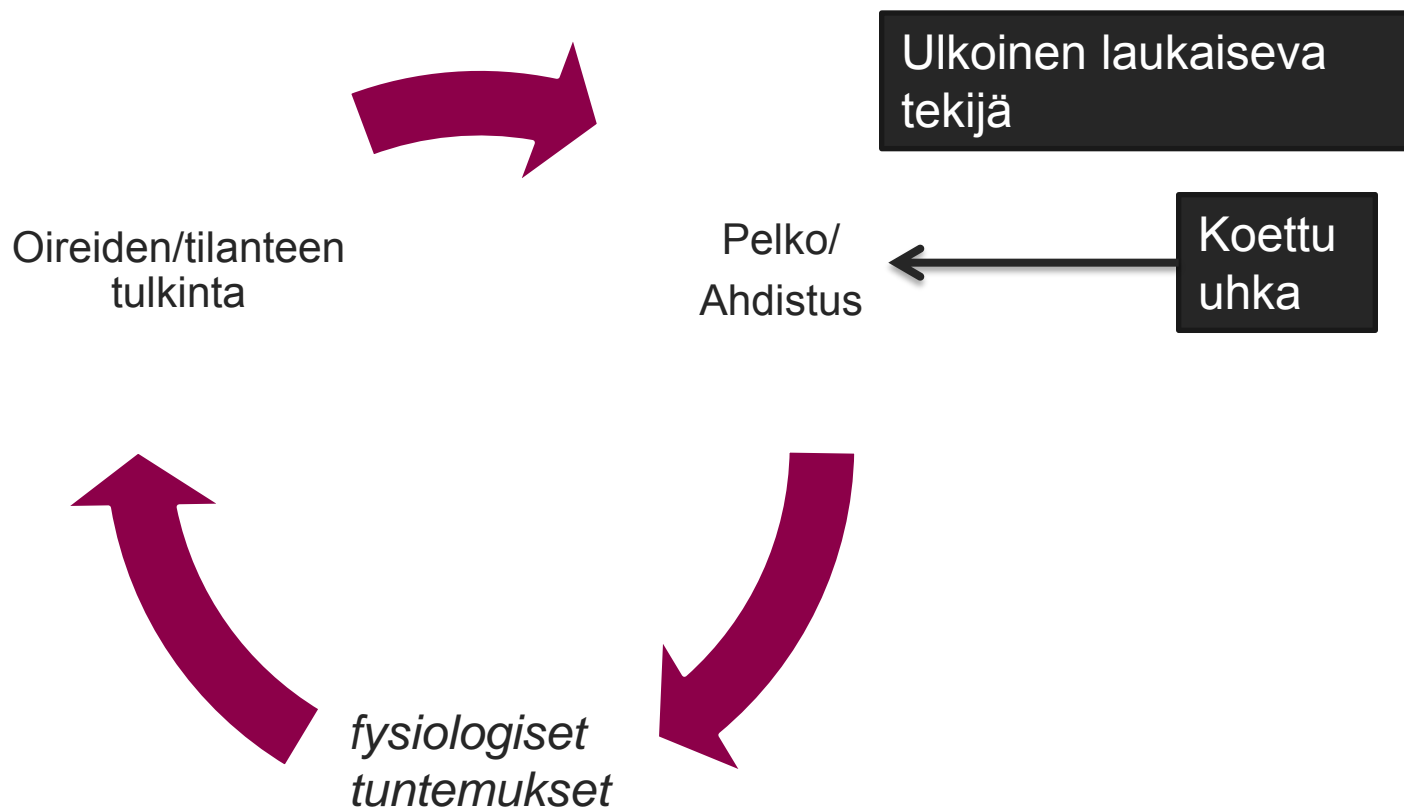 Ulkoinen laukaiseva
tekijä
Oireiden/tilanteen
tulkinta
Pelko/
Ahdistus
Koettu
uhka
fysiologiset
tuntemukset